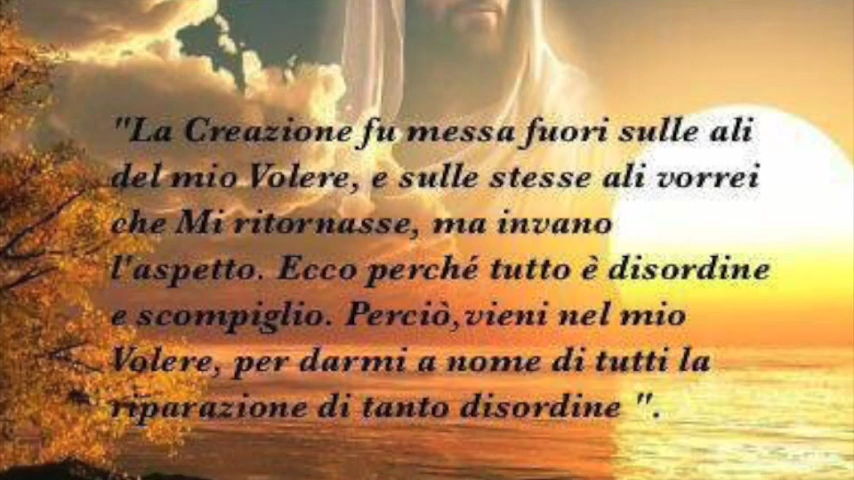 "La Creazione fu messa fuori sulle ali
del mio Volere, e sulle stesse ali vorrei
che Mi ritornasse, ma invano
l'aspetto. Ecco perché tutto è disordine
e scompiglio. Perciò,vieni nel mio
Volere, per darmi a nome di tutti la
riparazione di tanto disordine ".